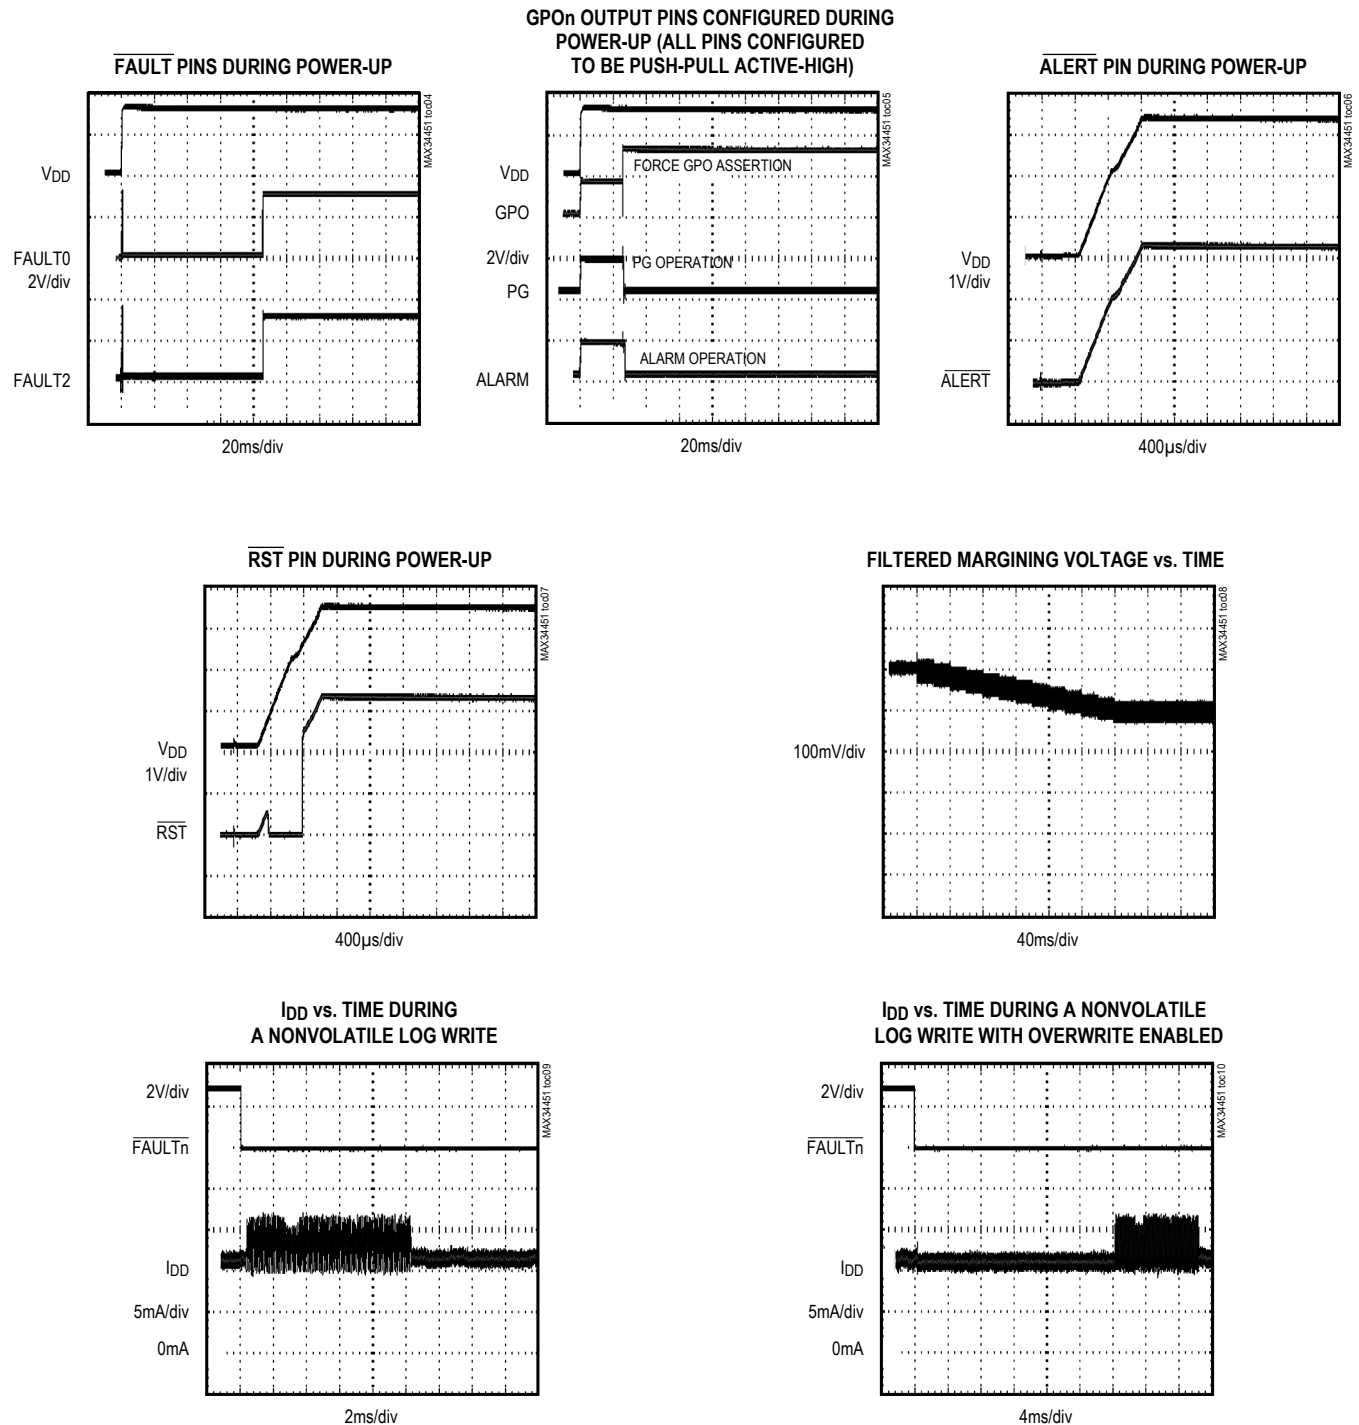 FAULT PINS DURING POWER-UP
MAX34451 toc04
VDD
FAULT0
2V/div
FAULT2
20ms/div
GPOn OUTPUT PINS CONFIGURED DURING
POWER-UP (ALL PINS CONFIGURED
TO BE PUSH-PULL ACTIVE-HIGH)
MAX34451 toc05
VDD
GPO
2V/div
PG
ALARM
FORCE GPO ASSERTION
PG OPERATION
ALARM OPERATION
20ms/div
ALERT PIN DURING POWER-UP
MAX34451 toc06
VDD
1V/div
ALERT
400µs/div
RST PIN DURING POWER-UP
MAX34451 toc07
VDD
1V/div
RST
400µs/div
FILTERED MARGINING VOLTAGE vs. TIME
MAX34451 toc08
100mV/div
40ms/div
IDD vs. TIME DURING
A NONVOLATILE LOG WRITE
MAX34451 toc09
2V/div
FAULTn
IDD
5mA/div
0mA
2ms/div
IDD vs. TIME DURING A NONVOLATILE
LOG WRITE WITH OVERWRITE ENABLED
MAX34451 toc10
2V/div
FAULTn
IDD
5mA/div
0mA
4ms/div